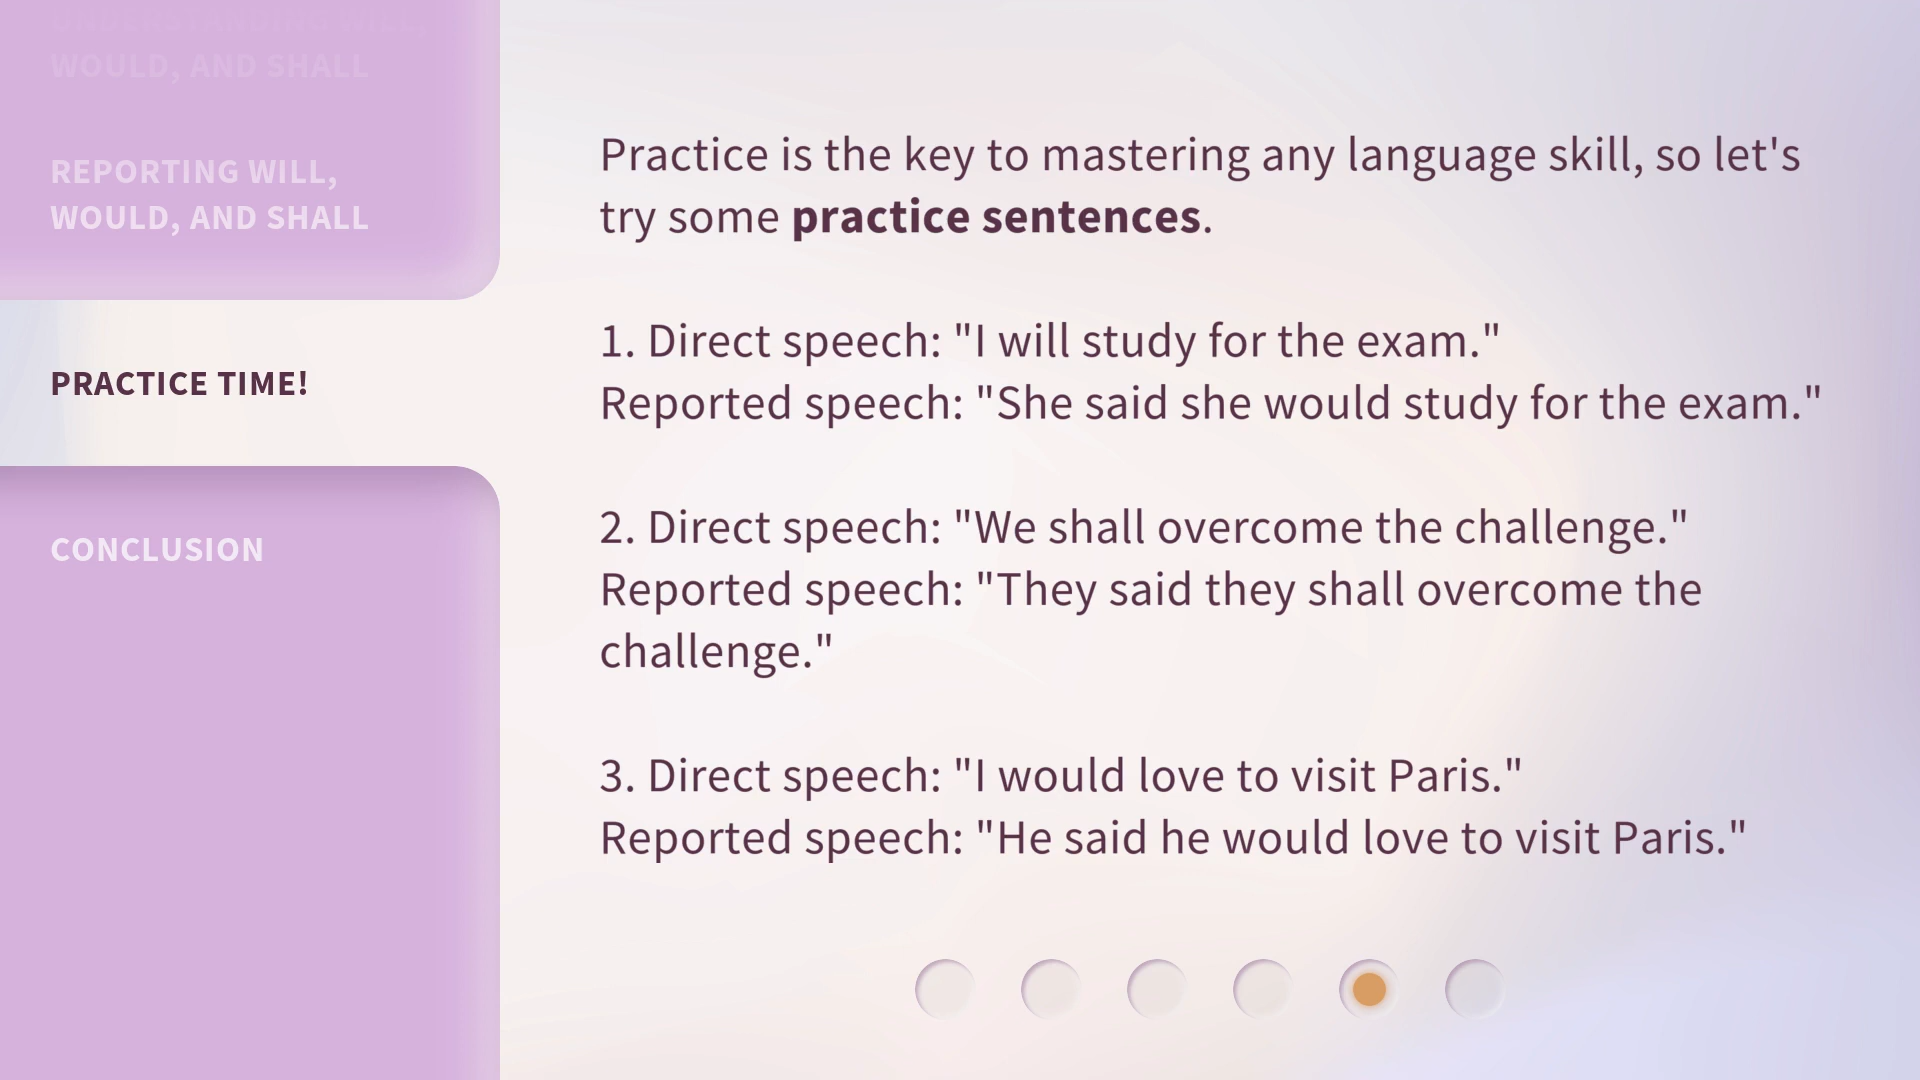 UNDERSTANDING WILL,
WOULD, AND SHALL
REPORTING WILL,
WOULD, AND SHALL
PRACTICE TIME!
CONCLUSION
Practice is the key to mastering any language skill, so let's
try some practice sentences.
1. Direct speech: "I will study for the exam."
Reported speech: "She said she would study for the exam."
2. Direct speech: "We shall overcome the challenge."
Reported speech: "They said they shall overcome the
challenge."
3. Direct speech: "I would love to visit Paris."
Reported speech: "He said he would love to visit Paris."